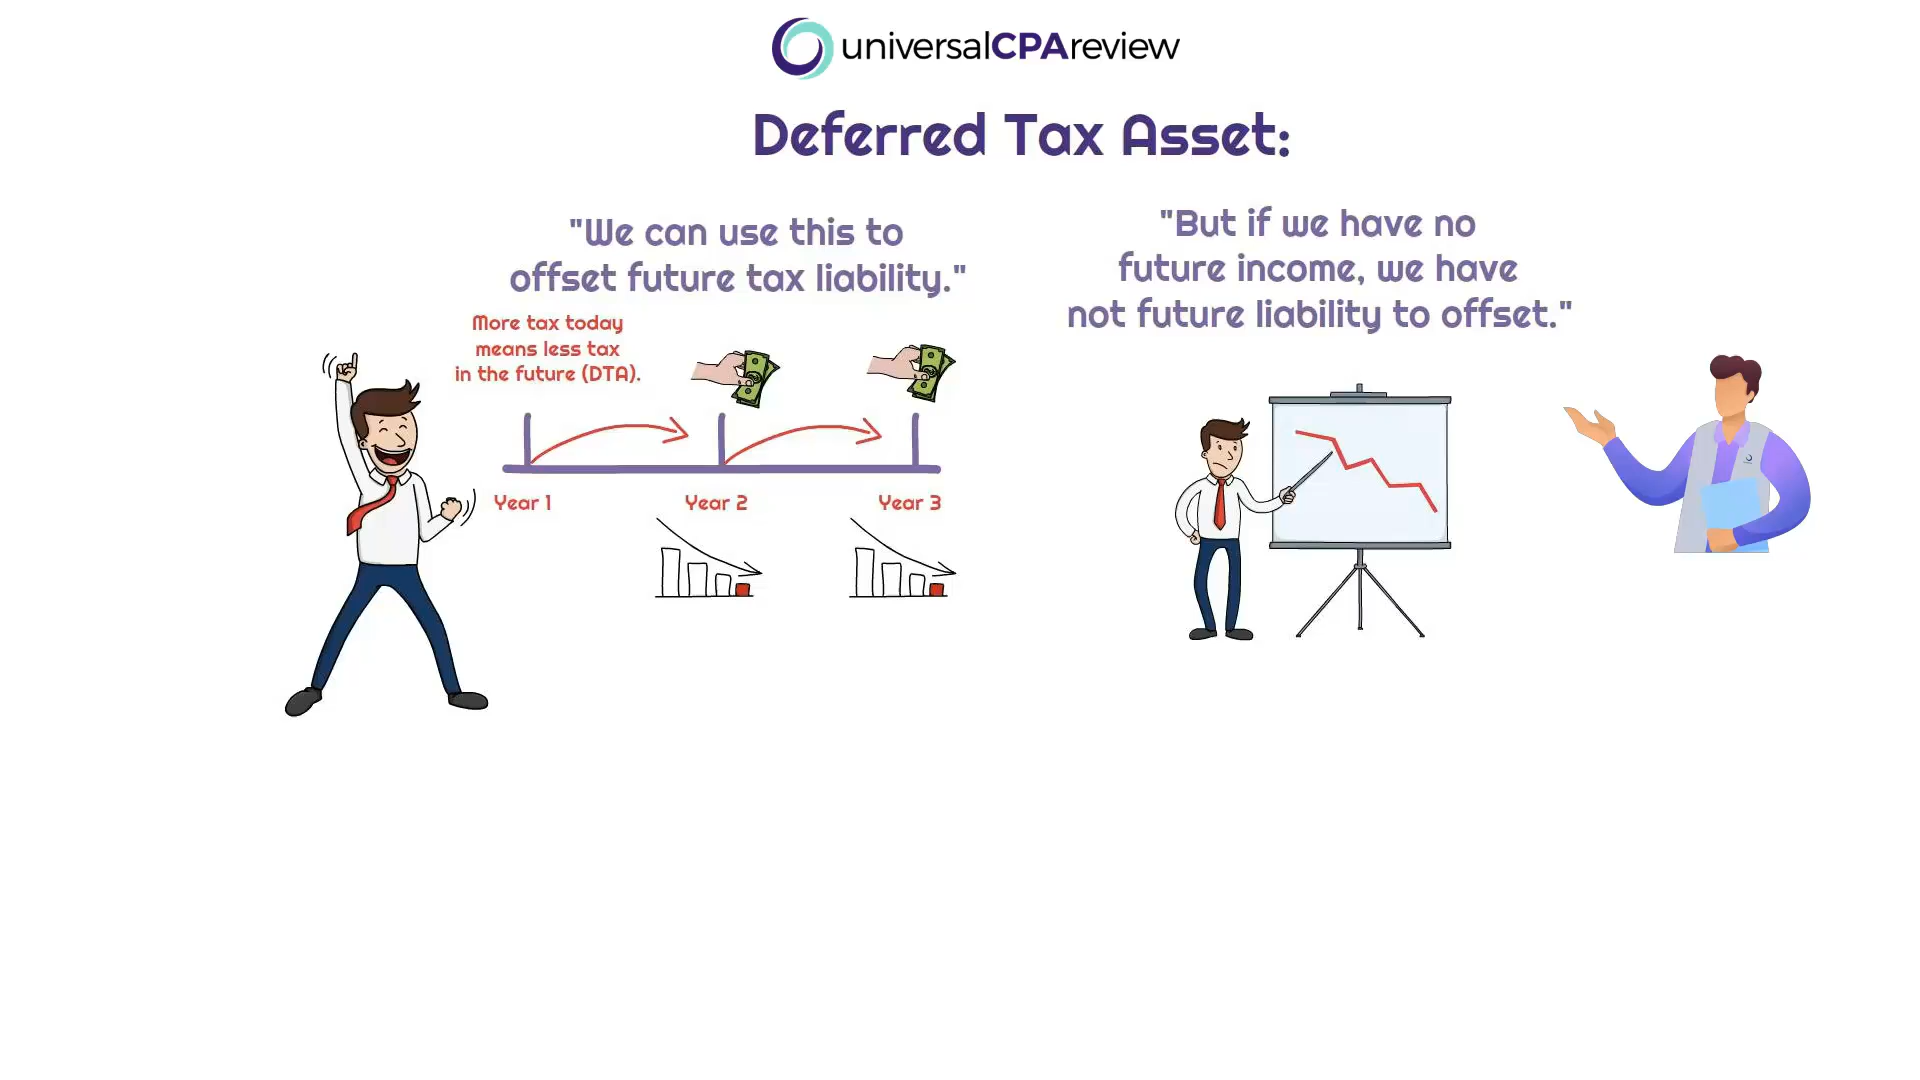 universalCPAreview
Deferred Tax Asset:
"We can use this to
offset future tax liability."
More tax today
means less tax
in the future (DTA).
Year 1
Year 2
Year 3
"But if we have no
future income, we have
not future liability to offset."